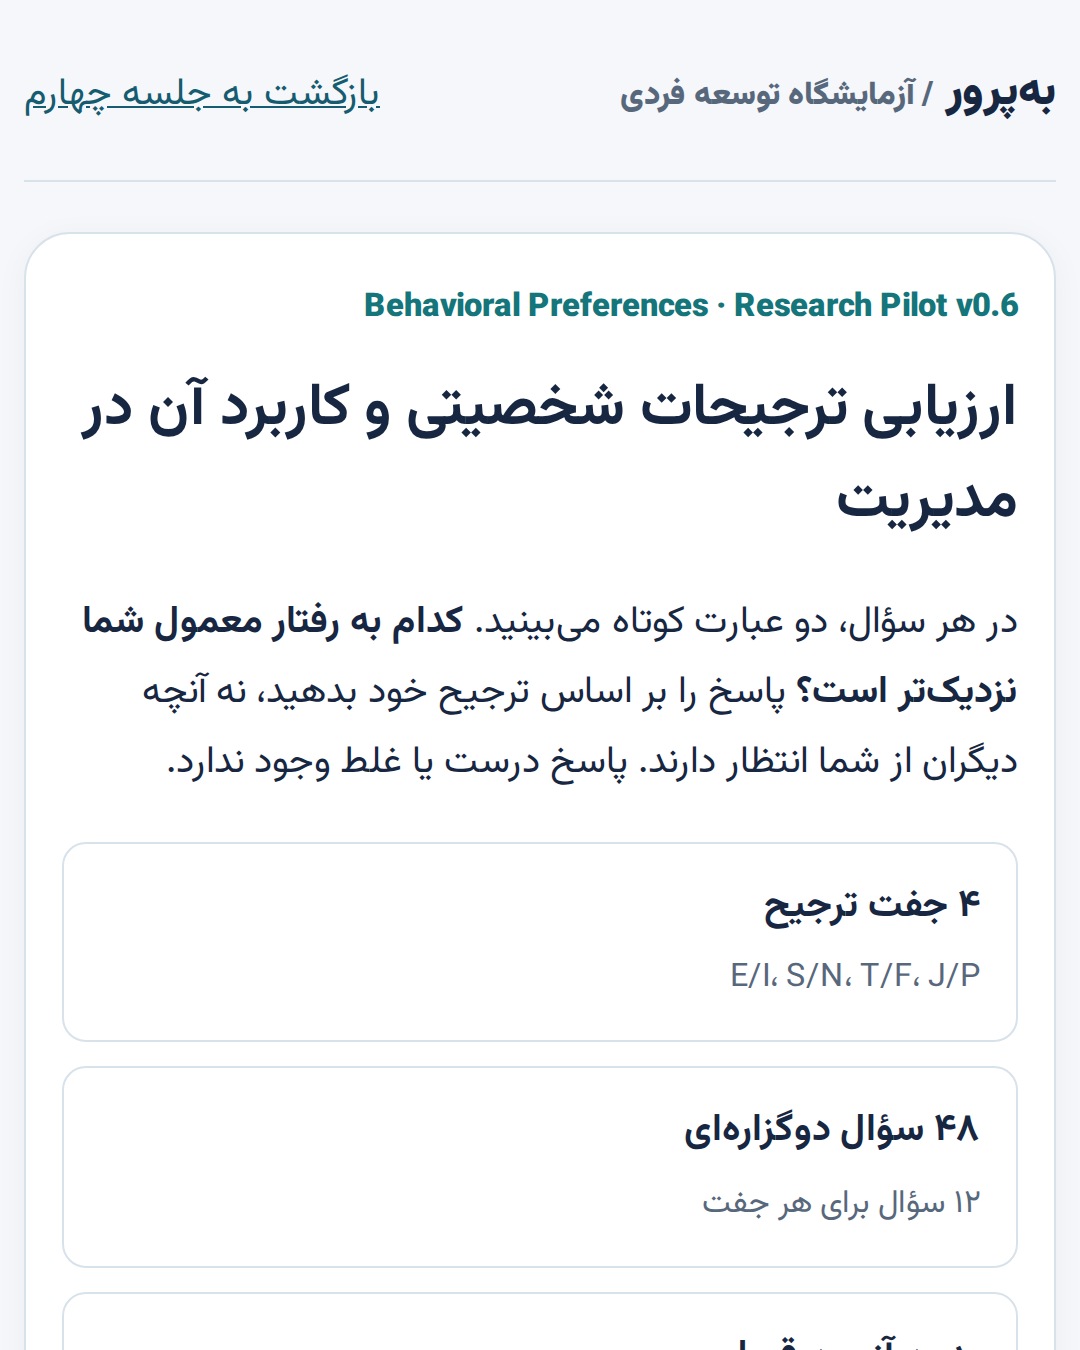 به‌پرور / آزمایشگاه توسعه فردی
بازگشت به جلسه چهارم
Behavioral Preferences · Research Pilot v0.6
ارزیابی ترجیحات شخصیتی و کاربرد آن در
مدیریت
در هر سؤال، دو عبارت کوتاه می‌بینید. کدام به رفتار معمول شما
نزدیک‌تر است؟ پاسخ را بر اساس ترجیح خود بدهید، نه آنچه
دیگران از شما انتظار دارند. پاسخ درست یا غلط وجود ندارد.
۴ جفت ترجیح
E/I، S/N، T/F، J/P
۴۸ سؤال دوگزاره‌ای
۱۲ سؤال برای هر جفت